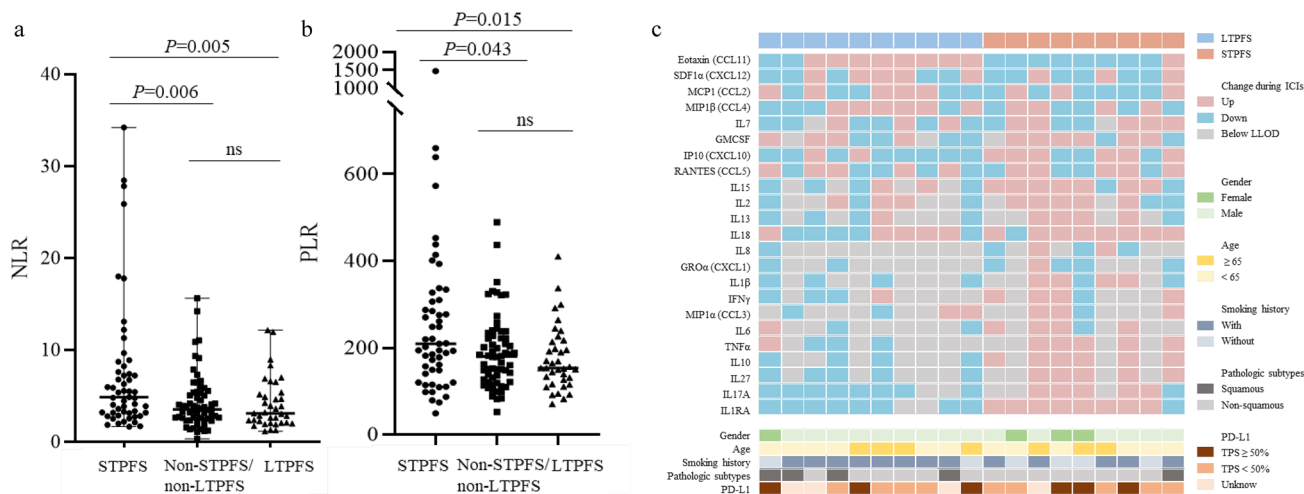 a
P=0.005
P=0.006
ns
40
30
20
10
0
NLR
STPFS
Non-STPFS/
non-LTPFS
LTPFS
b
P=0.015
P=0.043
ns
2000
1500
1000
600
400
200
0
PLR
STPFS
Non-STPFS/
non-LTPFS
LTPFS
c
Eotaxin (CCL11)
SDF1α (CXCL12)
MCP1 (CCL2)
MIP1β (CCL4)
IL7
GMCSF
IP10 (CXCL10)
RANTES (CCL5)
IL15
IL2
IL13
IL18
IL8
GROα (CXCL1)
IL1β
IFNγ
MIP1α (CCL3)
IL6
TNFα
IL10
IL27
IL17A
IL1RA
Gender
Age
Smoking history
Pathologic subtypes
PD-L1
LTPFS
STPFS
Change during ICIs
Up
Down
Below LLOD
Gender
Female
Male
Age
≥ 65
< 65
Smoking history
With
Without
Pathologic subtypes
Squamous
Non-squamous
PD-L1
TPS ≥ 50%
TPS < 50%
Unknow